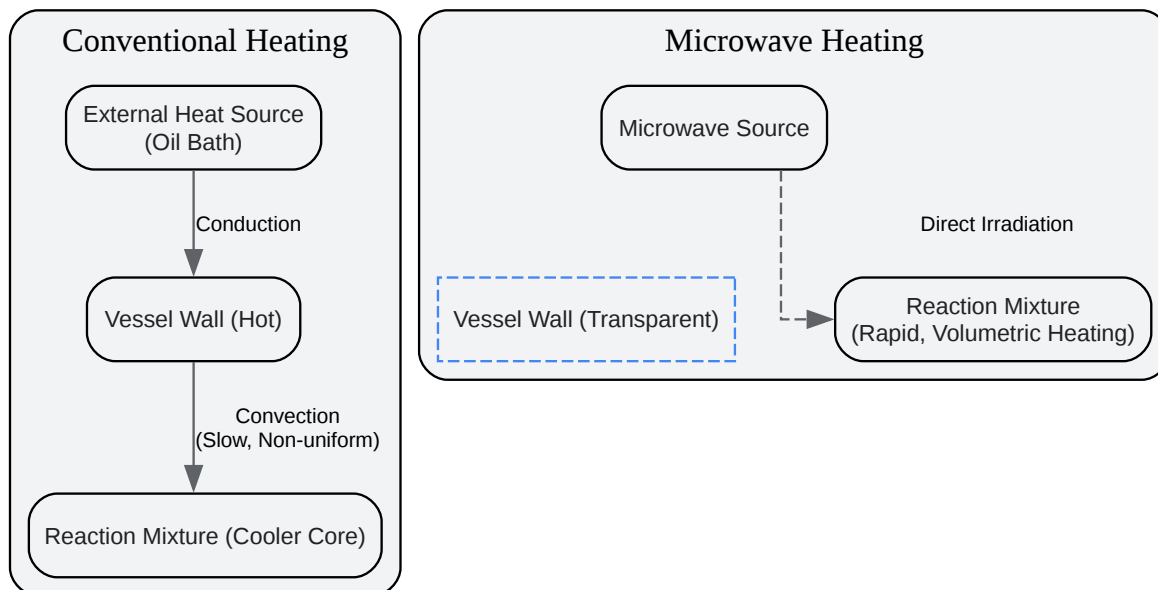 Conventional Heating
External Heat Source
(Oil Bath)
Conduction
Vessel Wall (Hot)
Convection
(Slow, Non-uniform)
Reaction Mixture (Cooler Core)
Microwave Heating
Microwave Source
Direct Irradiation
Vessel Wall (Transparent)
Reaction Mixture
(Rapid, Volumetric Heating)